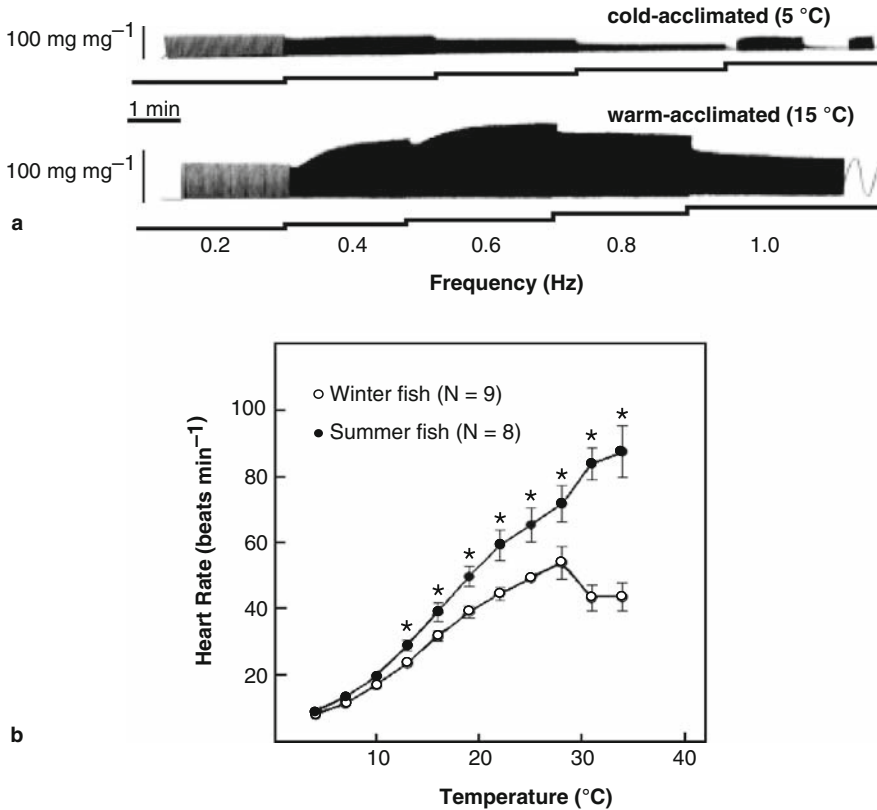 cold-acclimated (5 °C)
100 mg mg⁻¹
1 min
warm-acclimated (15 °C)
100 mg mg⁻¹
a
0.2 0.4 0.6 0.8 1.0
Frequency (Hz)
Winter fish (N = 9)
Summer fish (N = 8)
* * * * * * * *
100
80
60
40
20
Heart Rate (beats min⁻¹)
b
10 20 30 40
Temperature (°C)